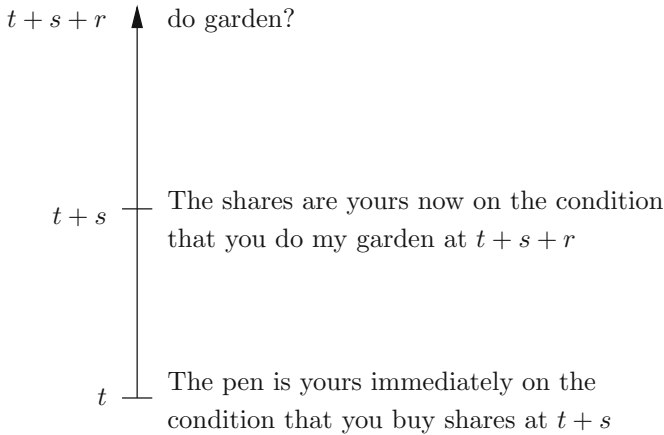 t + s + r do garden?
t + s The shares are yours now on the condition
that you do my garden at t + s + r
t The pen is yours immediately on the
condition that you buy shares at t + s